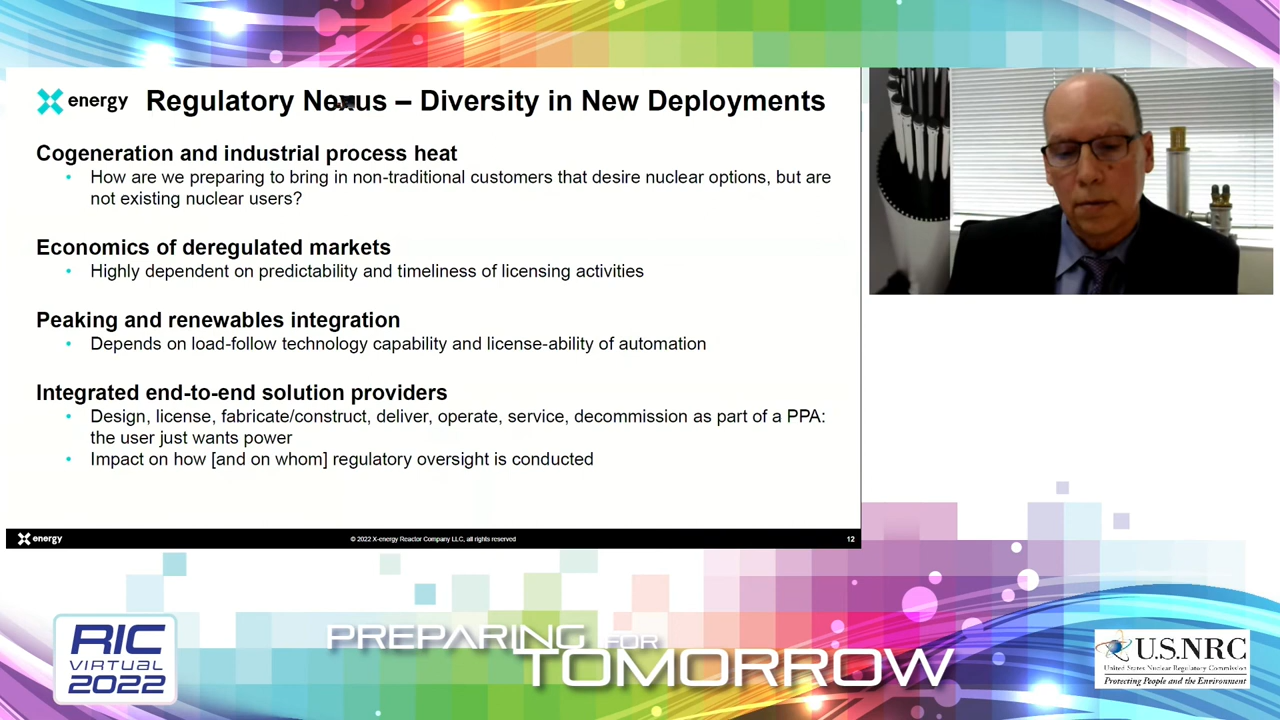 energy
Regulatory Nexus – Diversity in New Deployments
Cogeneration and industrial process heat
• How are we preparing to bring in non-traditional customers that desire nuclear options, but are
not existing nuclear users?
Economics of deregulated markets
• Highly dependent on predictability and timeliness of licensing activities
Peaking and renewables integration
• Depends on load-follow technology capability and license-ability of automation
Integrated end-to-end solution providers
• Design, license, fabricate/construct, deliver, operate, service, decommission as part of a PPA:
the user just wants power
• Impact on how [and on whom] regulatory oversight is conducted
energy
© 2022 X-energy Reactor Company LLC, all rights reserved
12
RIC
VIRTUAL
2022
PREPARING FOR
TOMORROW
U.S.NRC
United States Nuclear Regulatory Commission
Protecting People and the Environment